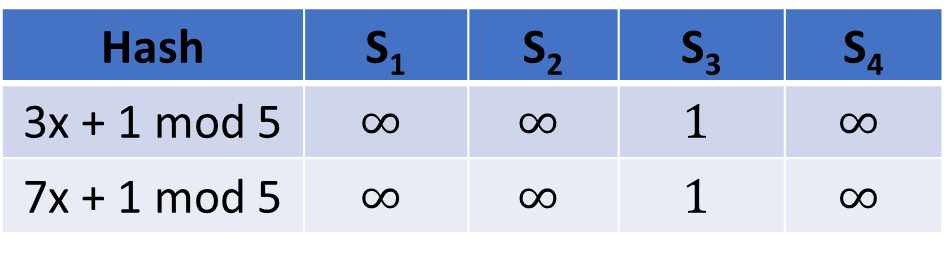 Hash S₁ S₂ S₃ S₄
3x + 1 mod 5 ∞ ∞ 1 ∞
7x + 1 mod 5 ∞ ∞ 1 ∞